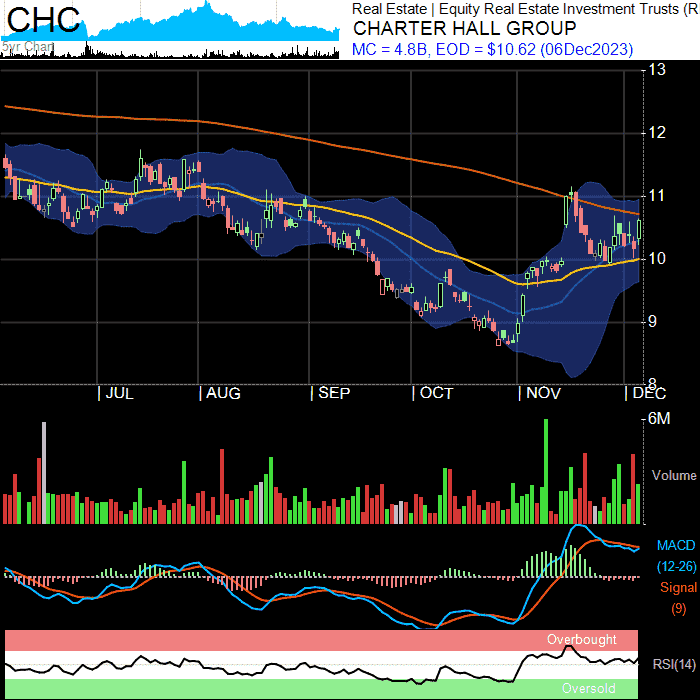 CHC
5yr Chart
Real Estate | Equity Real Estate Investment Trusts (R
CHARTER HALL GROUP
MC = 4.8B, EOD = $10.62 (06Dec2023)
13
12
11
10
9
8
| JUL | AUG | SEP | OCT | NOV | DEC
6M
Volume
MACD
(12-26)
Signal
(9)
Overbought
RSI(14)
Oversold